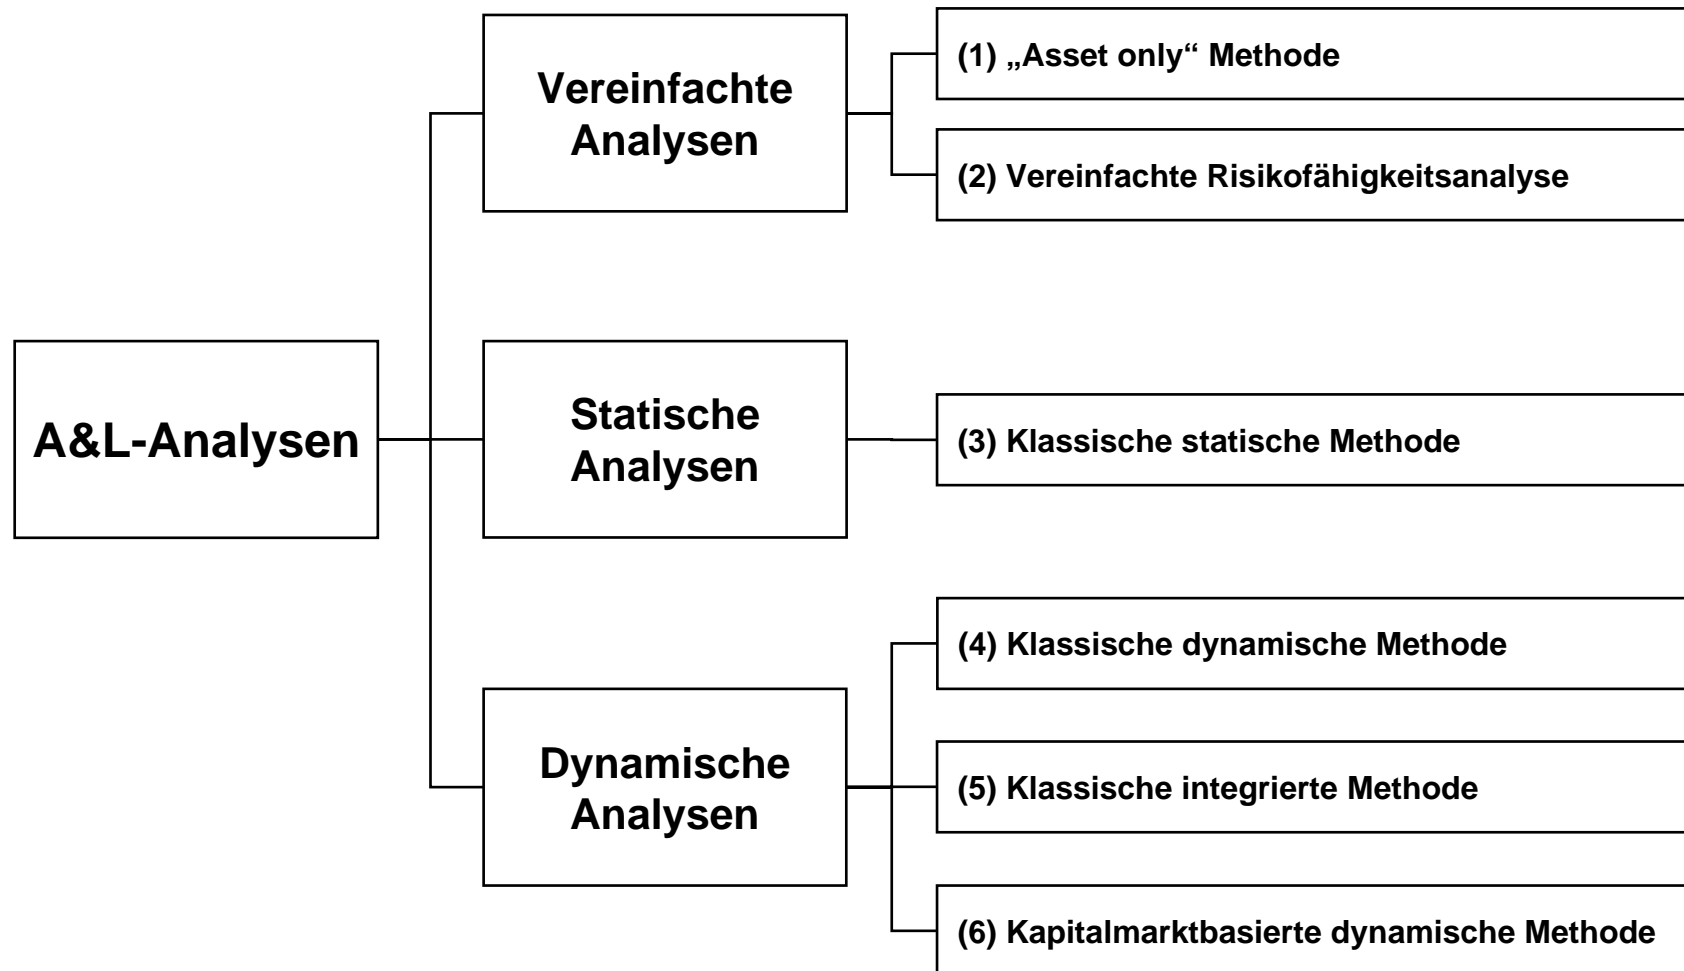 A&L-Analysen
Vereinfachte
Analysen
(1) „Asset only“ Methode
(2) Vereinfachte Risikofähigkeitsanalyse
Statische
Analysen
(3) Klassische statische Methode
Dynamische
Analysen
(4) Klassische dynamische Methode
(5) Klassische integrierte Methode
(6) Kapitalmarktbasierte dynamische Methode